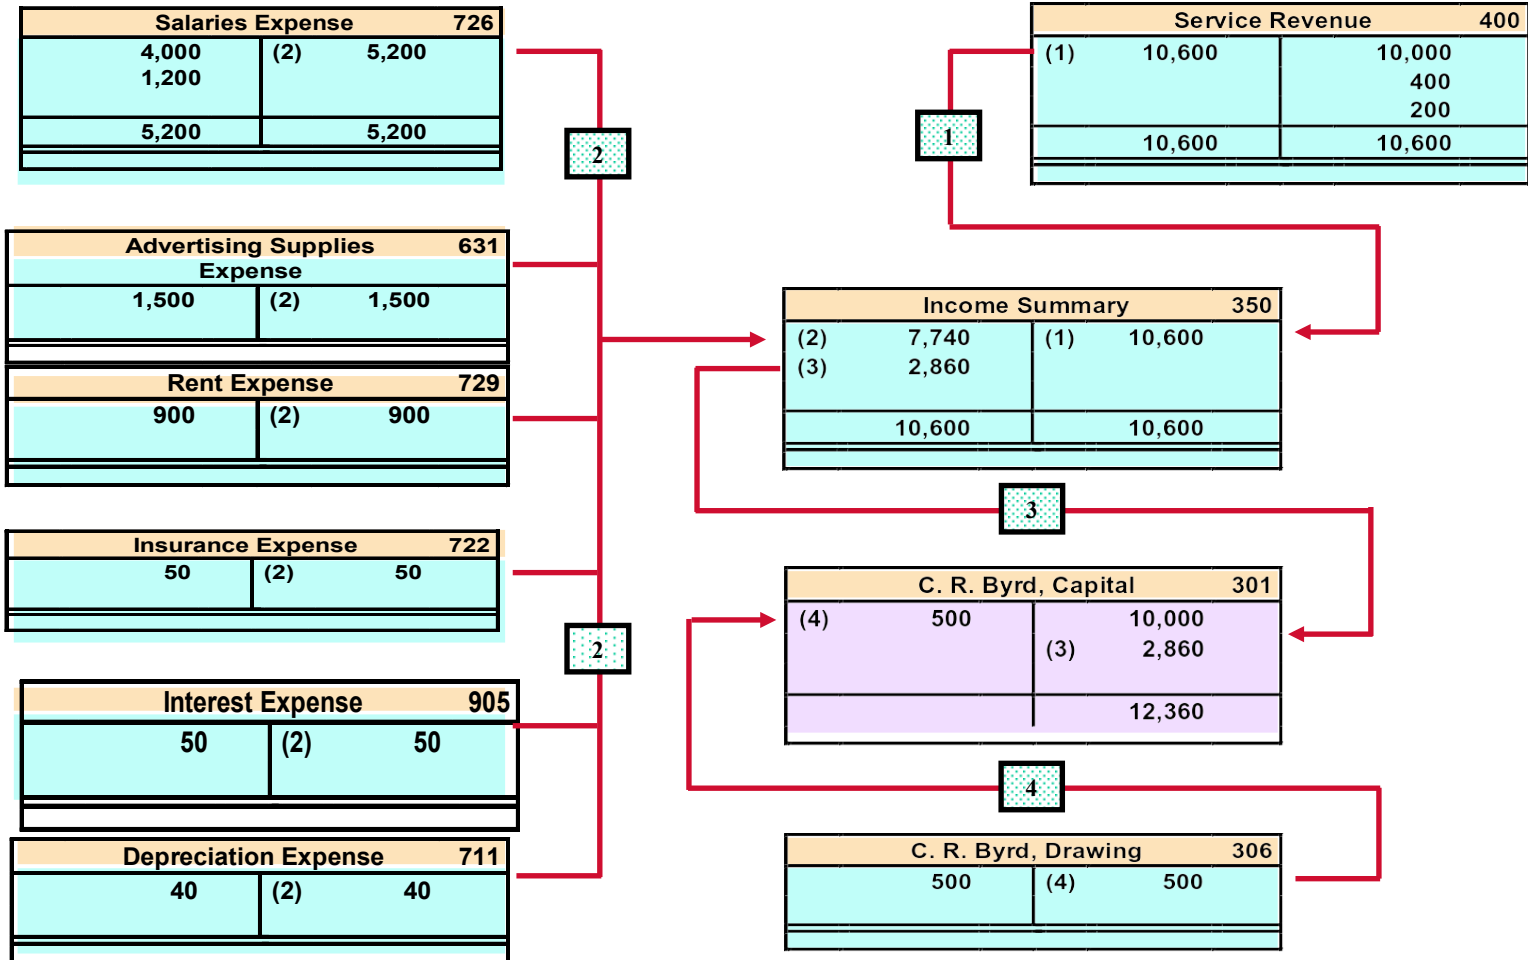 Salaries Expense 726
4,000 (2) 5,200
1,200
5,200 5,200
Advertising Supplies 631
Expense
1,500 (2) 1,500
Rent Expense 729
900 (2) 900
Insurance Expense 722
50 (2) 50
Interest Expense 905
50 (2) 50
Depreciation Expense 711
40 (2) 40
2
2
1
Service Revenue 400
(1) 10,600 10,000
400
200
10,600 10,600
Income Summary 350
(2) 7,740 (1) 10,600
(3) 2,860
10,600 10,600
3
C. R. Byrd, Capital 301
(4) 500 10,000
(3) 2,860
12,360
4
C. R. Byrd, Drawing 306
500 (4) 500